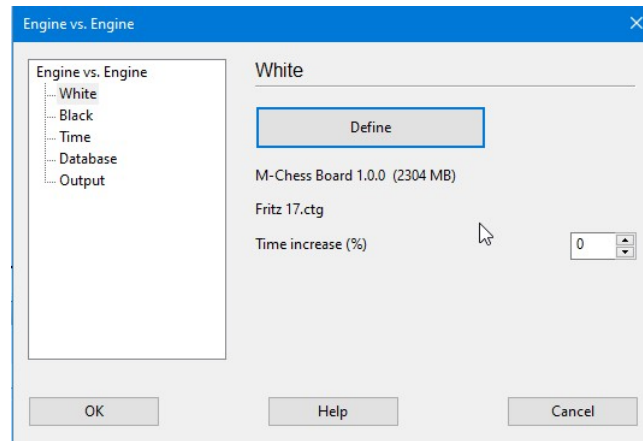 Engine vs. Engine
Engine vs. Engine
White
Black
Time
Database
Output
White
Define
M-Chess Board 1.0.0 (2304 MB)
Fritz 17.ctg
Time increase (%)
0
OK
Help
Cancel